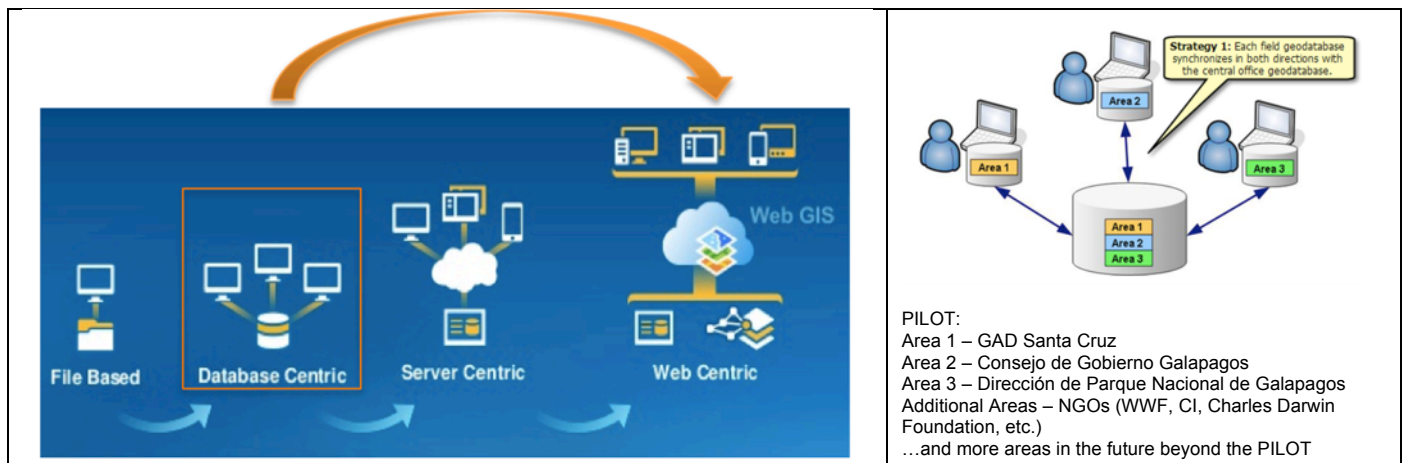 Web GIS
File Based
Database Centric
Server Centric
Web Centric
Strategy 1: Each field geodatabase
synchronizes in both directions with
the central office geodatabase.
Area 2
Area 1
Area 3
Area 1
Area 2
Area 3
PILOT:
Area 1 – GAD Santa Cruz
Area 2 – Consejo de Gobierno Galapagos
Area 3 – Dirección de Parque Nacional de Galapagos
Additional Areas – NGOs (WWF, CI, Charles Darwin
Foundation, etc.)
…and more areas in the future beyond the PILOT